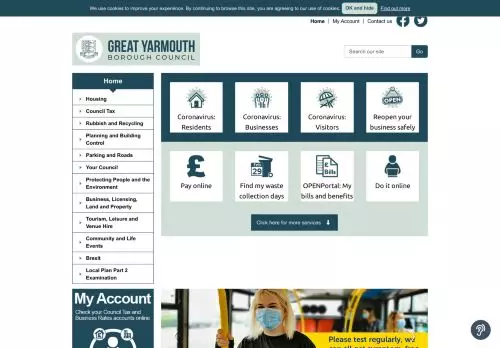 We use cookies to improve your experience. By continuing to browse this site, you are agreeing to our use of cookies. OK and hide Find out more
Home | My Account | Contact us
GREAT YARMOUTH
BOROUGH COUNCIL
Search our site Go
Home
Housing
Council Tax
Rubbish and Recycling
Planning and Building
Control
Parking and Roads
Your Council
Protecting People and the
Environment
Business, Licensing,
Land and Property
Tourism, Leisure and
Venue Hire
Community and Life
Events
Brexit
Local Plan Part 2
Examination
Coronavirus:
Residents
Coronavirus:
Businesses
Coronavirus:
Visitors
OPEN
Reopen your
business safely
£
Pay online
29
Find my waste
collection days
£
Bills
OPENPortal: My
bills and benefits
Do it online
Click here for more services
My Account
Check your Council Tax and
Business Rates accounts online
Please test regularly, we